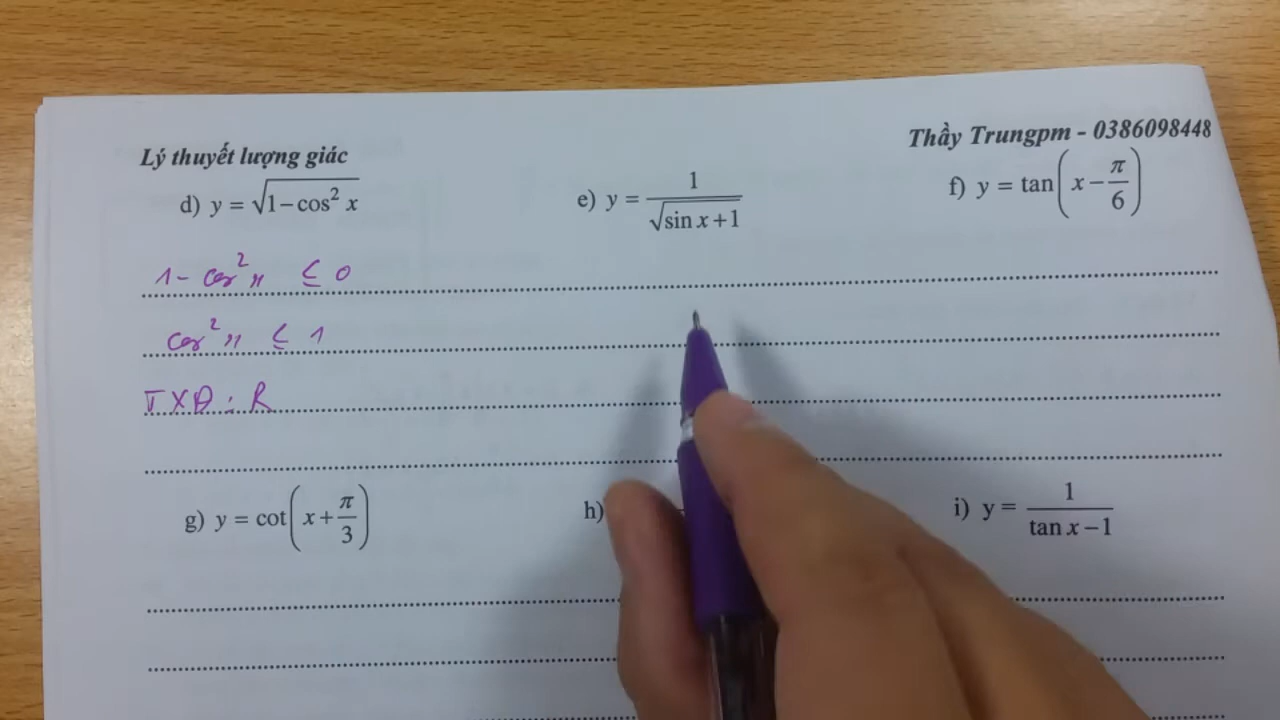 Lý thuyết lượng giác
Thầy Trungpm - 0386098448
d) y = √(1 − cos² x)
e) y = 1/√(sin x + 1)
f) y = tan(x − π/6)
1 - cos² x ≤ 0
cos² x ≤ 1
TXĐ : R
g) y = cot(x + π/3)
h)
i) y = 1/(tan x − 1)